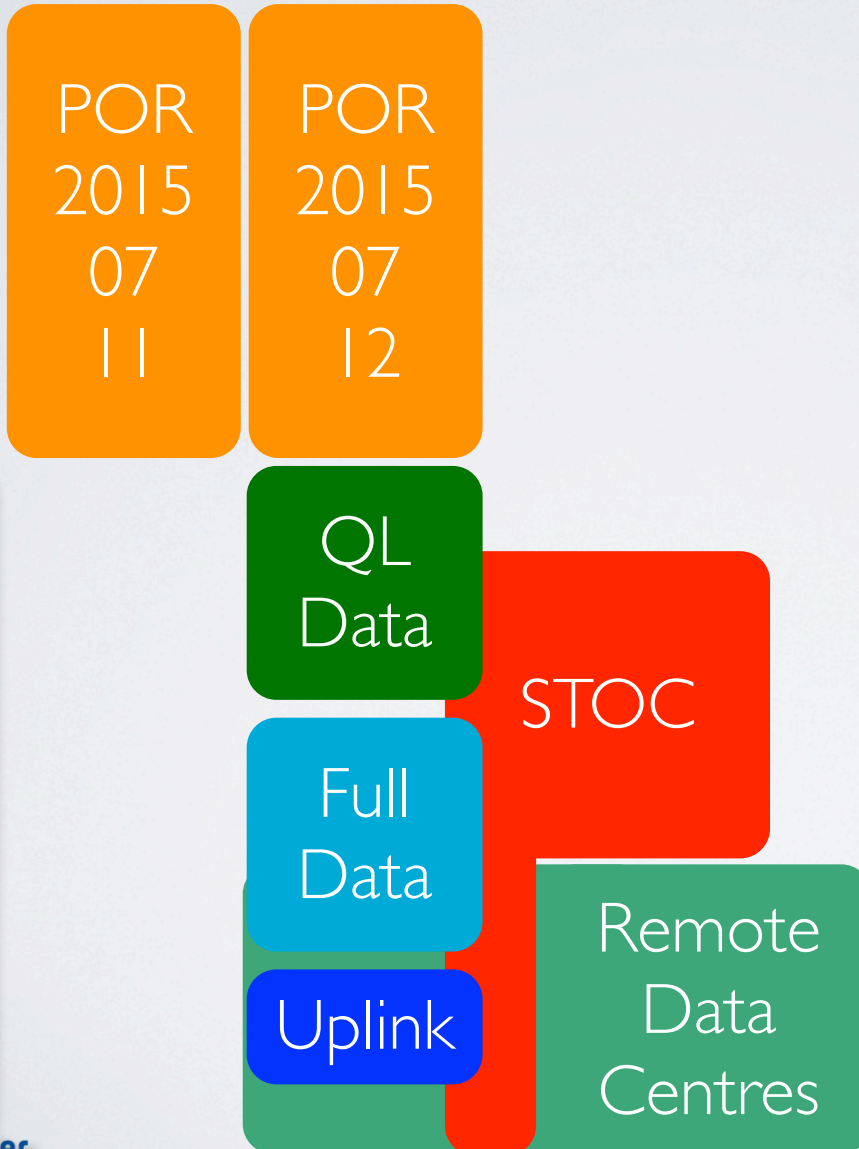 POR
2015
07
11
POR
2015
07
12
QL
Data
STOC
Full
Data
Remote
Data
Centres
Uplink